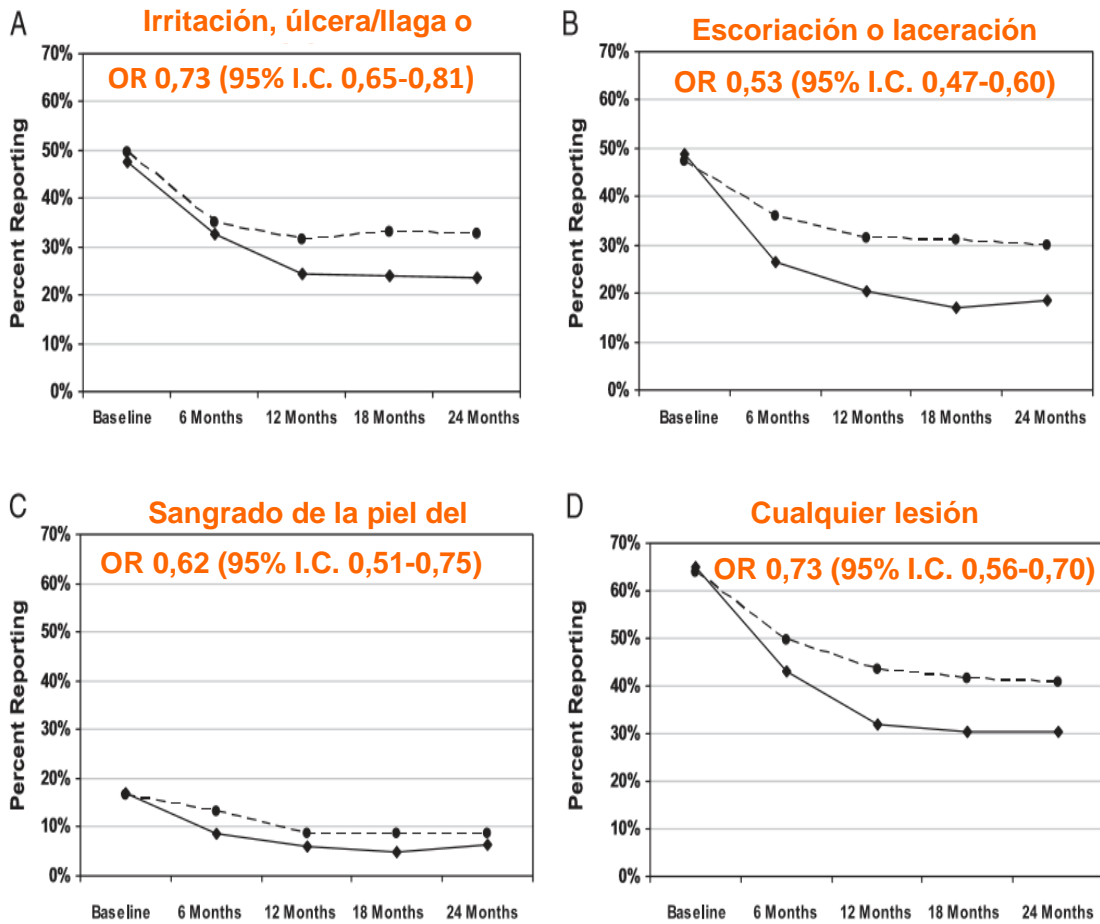 A
Irritación, úlcera/llaga o
OR 0,73 (95% I.C. 0,65-0,81)
Percent Reporting
70%
60%
50%
40%
30%
20%
10%
0%
Baseline 6 Months 12 Months 18 Months 24 Months
B
Escoriación o laceración
OR 0,53 (95% I.C. 0,47-0,60)
Percent Reporting
70%
60%
50%
40%
30%
20%
10%
0%
Baseline 6 Months 12 Months 18 Months 24 Months
C
Sangrado de la piel del
OR 0,62 (95% I.C. 0,51-0,75)
Percent Reporting
70%
60%
50%
40%
30%
20%
10%
0%
Baseline 6 Months 12 Months 18 Months 24 Months
D
Cualquier lesión
OR 0,73 (95% I.C. 0,56-0,70)
Percent Reporting
70%
60%
50%
40%
30%
20%
10%
0%
Baseline 6 Months 12 Months 18 Months 24 Months